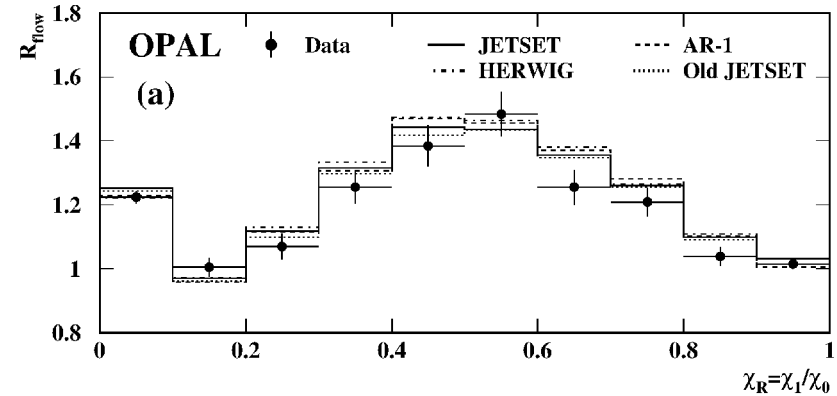 R_flow
1.8
1.6
1.4
1.2
1
0.8
OPAL
Data
JETSET
AR-1
HERWIG
Old JETSET
(a)
0
0.2
0.4
0.6
0.8
1
χ_R=χ_1/χ_0